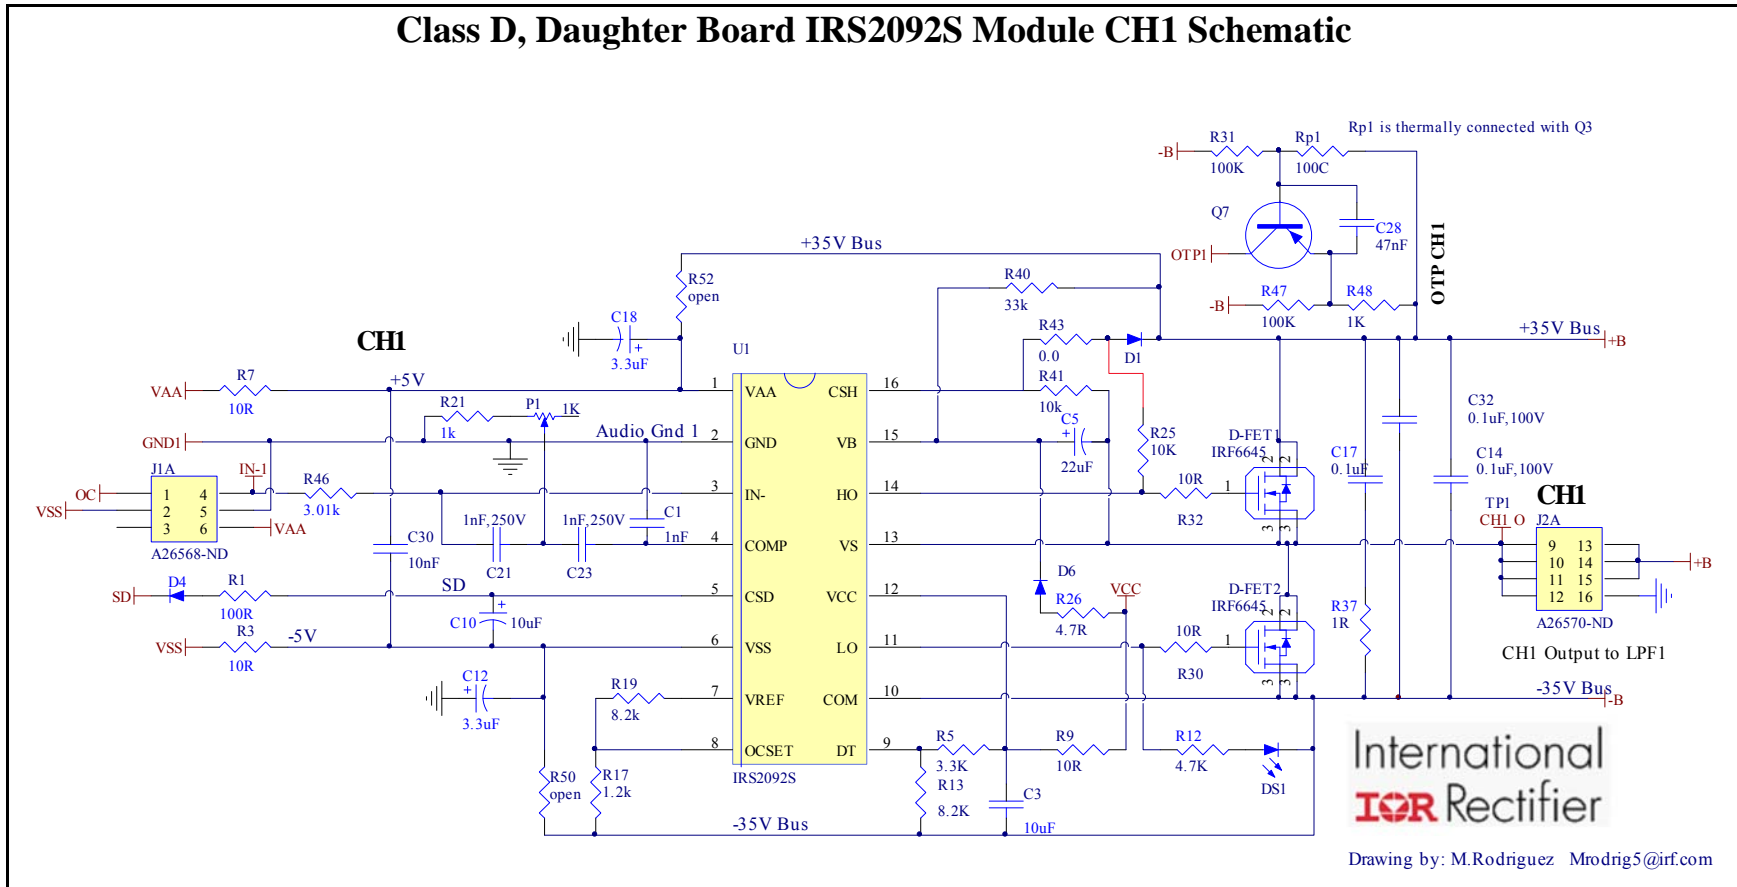 Class D, Daughter Board IRS2092S Module CH1 Schematic
Rp1 is thermally connected with Q3
-B
R31
100K
Rp1
100C
Q7
C28
47nF
OTP1
OTP CH1
-B
R47
100K
R48
1K
+35V Bus
R52
open
R40
33k
C18
+
3.3uF
R43
0.0
D1
+35V Bus
+B
CH1
U1
VAA
R7
10R
+5V
R41
10k
R21
1k
P1
1K
C5
+
22uF
R25
10K
GND1
Audio Gnd 1
J1A
IN-1
R46
3.01k
OC
VSS
1 4
2 5
3 6
VAA
A26568-ND
1nF,250V
C21
1nF,250V
C23
C1
1nF
C30
10nF
SD
D4
R1
100R
SD
+
C10
10uF
VSS
R3
10R
-5V
C12
+
3.3uF
R19
8.2k
R50
open
R17
1.2k
-35V Bus
1 VAA CSH 16
2 GND VB 15
3 IN- HO 14
4 COMP VS 13
5 CSD VCC 12
6 VSS LO 11
7 VREF COM 10
8 OCSET DT 9
IRS2092S
R5
3.3K
R13
8.2K
C3
10uF
R9
10R
D6
R26
4.7R
VCC
10R
R32
10R
R30
R12
4.7K
DS1
D-FET1
IRF6645
2 2
1
3 3
D-FET2
IRF6645
2 2
1
3 3
C17
0.1uF
R37
1R
C32
0.1uF,100V
C14
0.1uF,100V
CH1
TP1
CH1 O
J2A
9 13
10 14
11 15
12 16
+B
A26570-ND
CH1 Output to LPF1
-35V Bus
-B
International
IOR Rectifier
Drawing by: M.Rodriguez Mrodrig5@irf.com